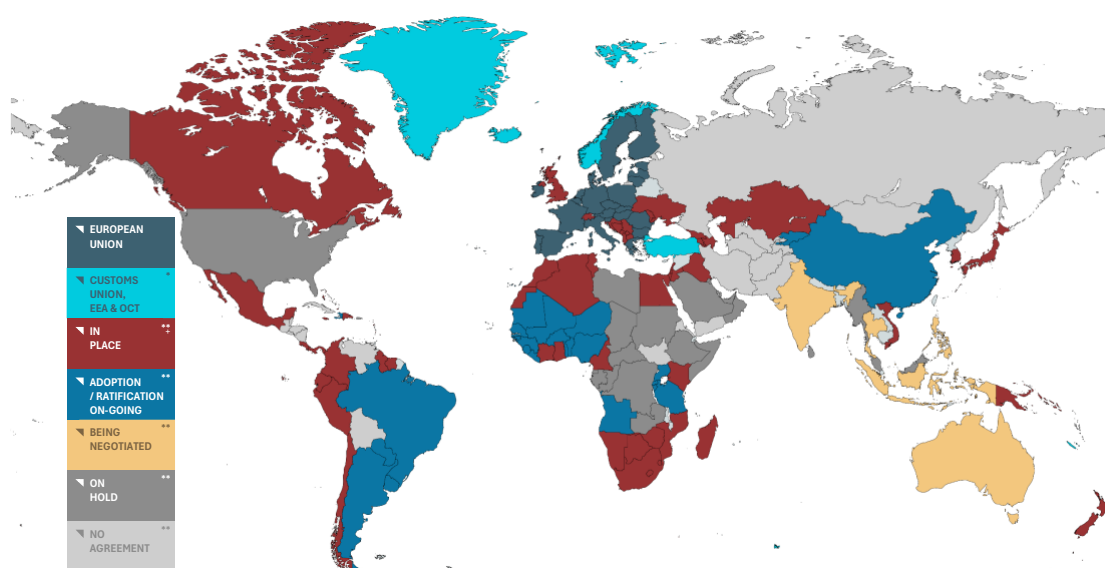 EUROPEAN
UNION
CUSTOMS *
UNION,
EEA & OCT
IN **
PLACE +
ADOPTION **
/ RATIFICATION
ON-GOING
BEING **
NEGOTIATED
ON **
HOLD
NO **
AGREEMENT